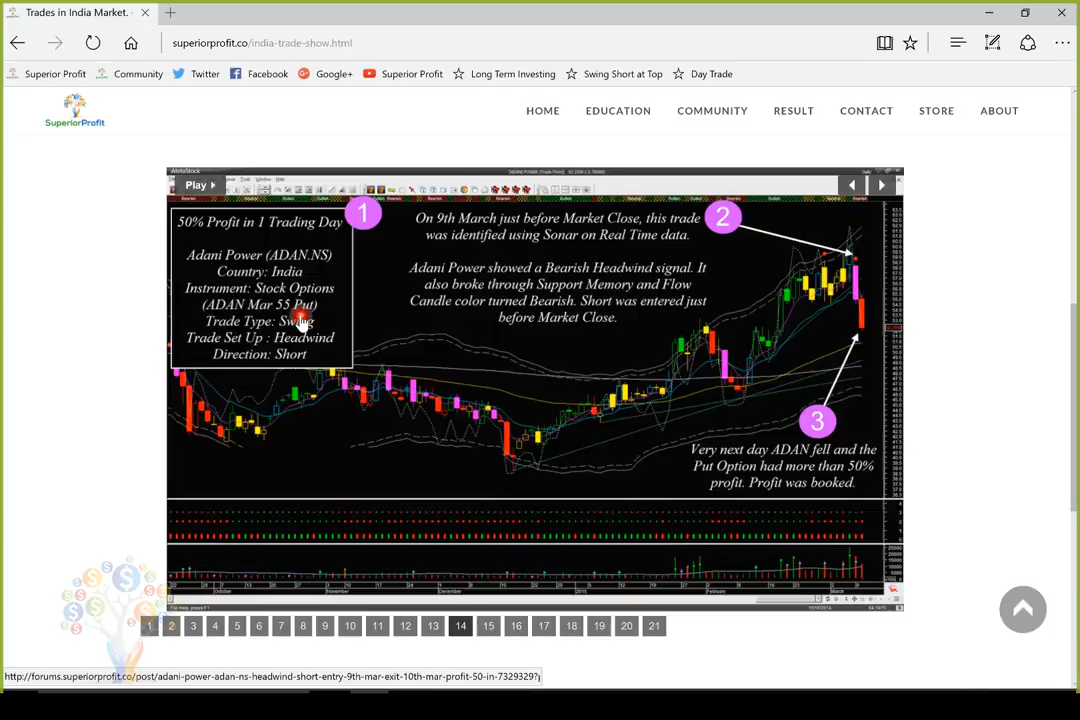 Trades in India Market.
superiorprofit.co/india-trade-show.html
Superior Profit Community Twitter Facebook Google+ Superior Profit Long Term Investing Swing Short at Top Day Trade
SuperiorProfit
HOME EDUCATION COMMUNITY RESULT CONTACT STORE ABOUT
MetaStock
Play
50% Profit in 1 Trading Day
Adani Power (ADAN.NS)
Country: India
Instrument: Stock Options
(ADAN Mar 55 Put)
Trade Type: Swing
Trade Set Up : Headwind
Direction: Short
1
On 9th March just before Market Close, this trade
was identified using Sonar on Real Time data.
Adani Power showed a Bearish Headwind signal. It
also broke through Support Memory and Flow
Candle color turned Bearish. Short was entered just
before Market Close.
2
3
Very next day ADAN fell and the
Put Option had more than 50%
profit. Profit was booked.
October November December 2015 February March
1 2 3 4 5 6 7 8 9 10 11 12 13 14 15 16 17 18 19 20 21
http://forums.superiorprofit.co/post/adani-power-adan-ns-headwind-short-entry-9th-mar-exit-10th-mar-profit-50-in-7329329?